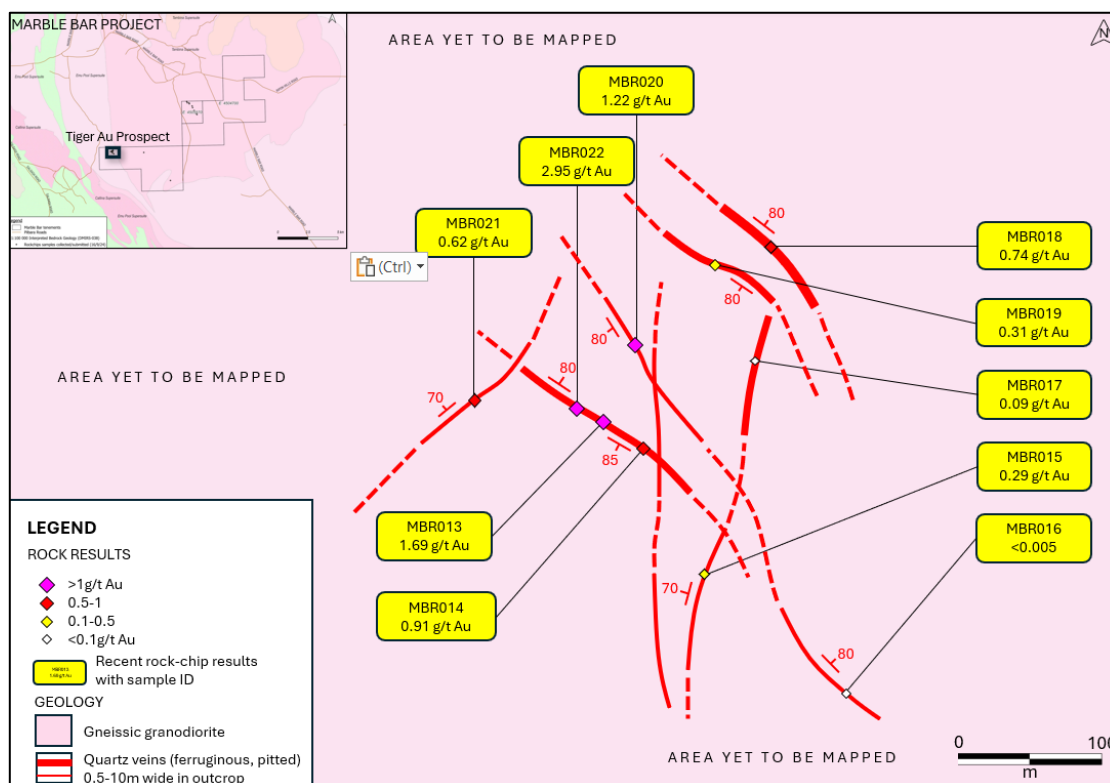 MARBLE BAR PROJECT
Tiger Au Prospect
AREA YET TO BE MAPPED
N
MBR020
1.22 g/t Au
MBR022
2.95 g/t Au
MBR021
0.62 g/t Au
(Ctrl)
80
MBR018
0.74 g/t Au
80
MBR019
0.31 g/t Au
80
80
AREA YET TO BE MAPPED
70
MBR017
0.09 g/t Au
85
MBR015
0.29 g/t Au
MBR013
1.69 g/t Au
MBR016
<0.005
MBR014
0.91 g/t Au
70
80
LEGEND
ROCK RESULTS
>1g/t Au
0.5-1
0.1-0.5
<0.1g/t Au
Recent rock-chip results
with sample ID
GEOLOGY
Gneissic granodiorite
Quartz veins (ferruginous, pitted)
0.5-10m wide in outcrop
AREA YET TO BE MAPPED
0
100
m